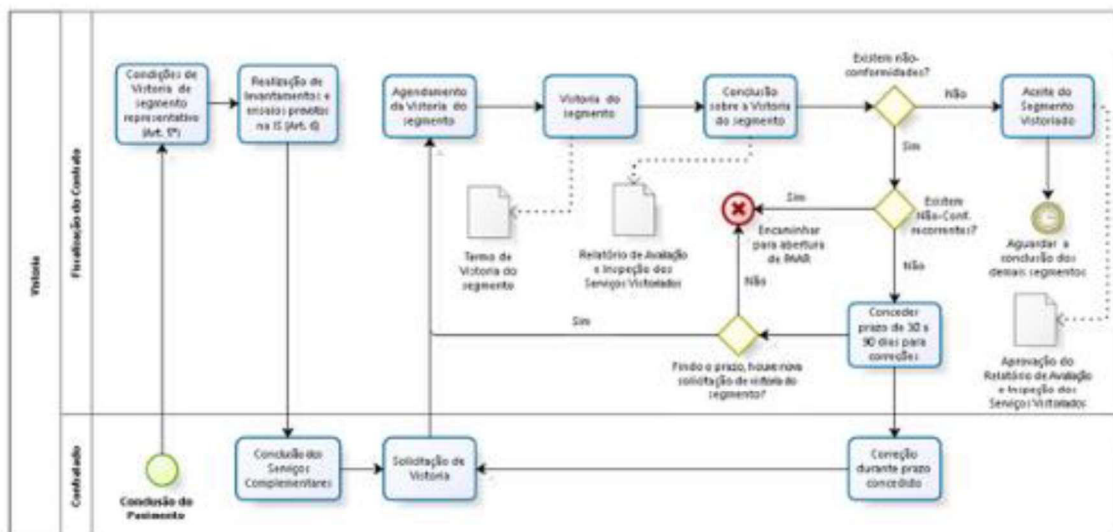 Vistoria
Fiscalização do Contrato
Condições de
Vistoria de
segmento
representativo
(Art. 5º)
Realização de
levantamentos e
ensaios previstos
na IS (Art. 6)
Agendamento
da Vistoria do
segmento
Vistoria do
segmento
Conclusão
sobre a Vistoria
do segmento
Existem não-
conformidades?
Não
Aceite do
Segmento
Vistoriado
Sim
Termo de
Vistoria do
segmento
Relatório de Avaliação
e Inspeção dos
Serviços Vistoriados
Sim
Encaminhar
para abertura
de PAAR
Existem
Não-Conf.
recorrentes?
Aguardar a
conclusão dos
demais segmentos
Não
Não
Sim
Findo o prazo, houve nova
solicitação de vistoria do
segmento?
Conceder
prazo de 30 a
90 dias para
correções
Aprovação do
Relatório de Avaliação
e Inspeção dos
Serviços Vistoriados
Contratado
Conclusão do
Pavimento
Conclusão dos
Serviços
Complementares
Solicitação de
Vistoria
Correção
durante prazo
concedido